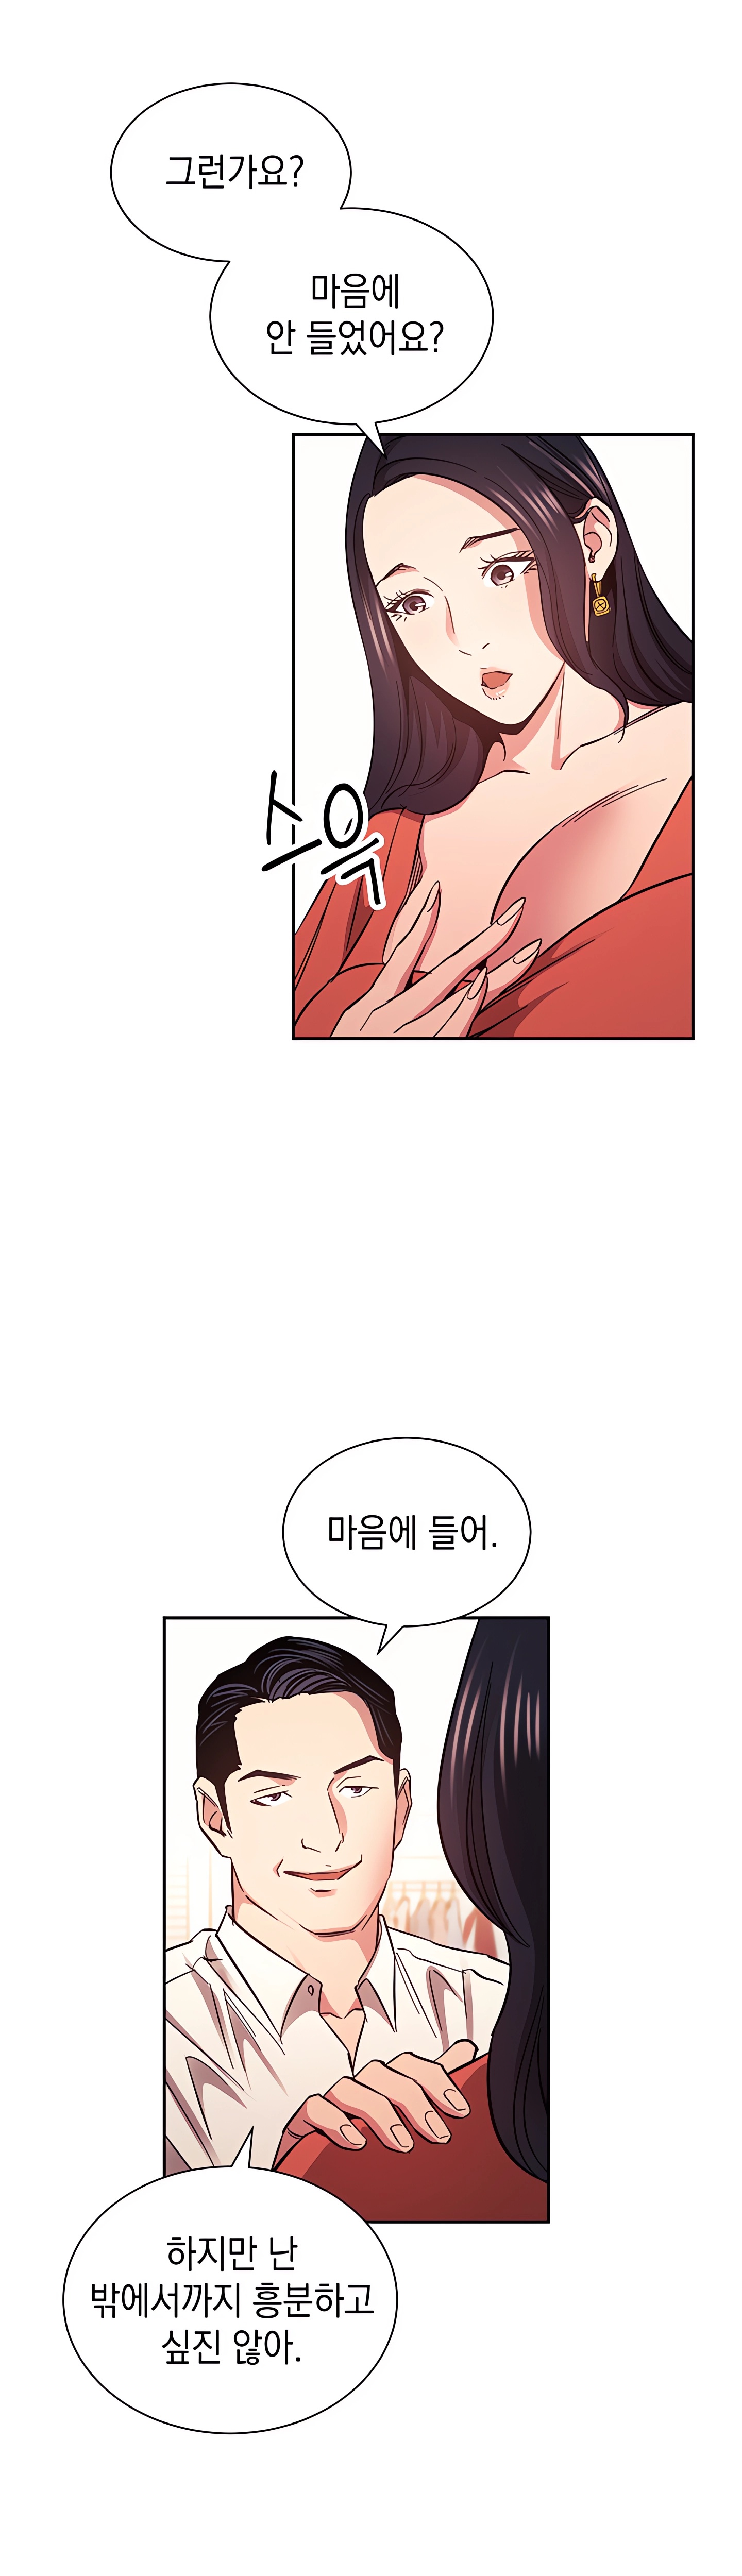 그런가요?
마음에
안 들었어요?
스윽
마음에 들어.
하지만 난
밖에서까지 흥분하고
싶진 않아.